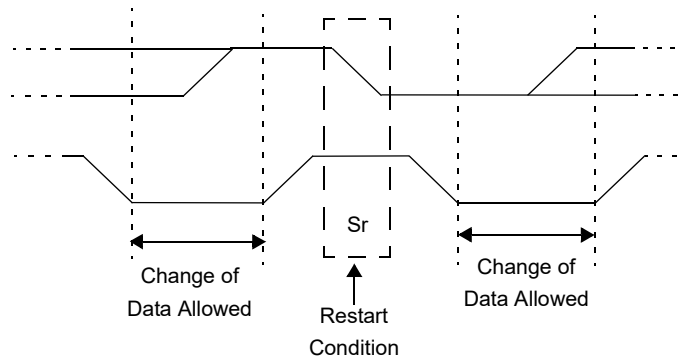 Sr
Change of
Data Allowed
Restart
Condition
Change of
Data Allowed